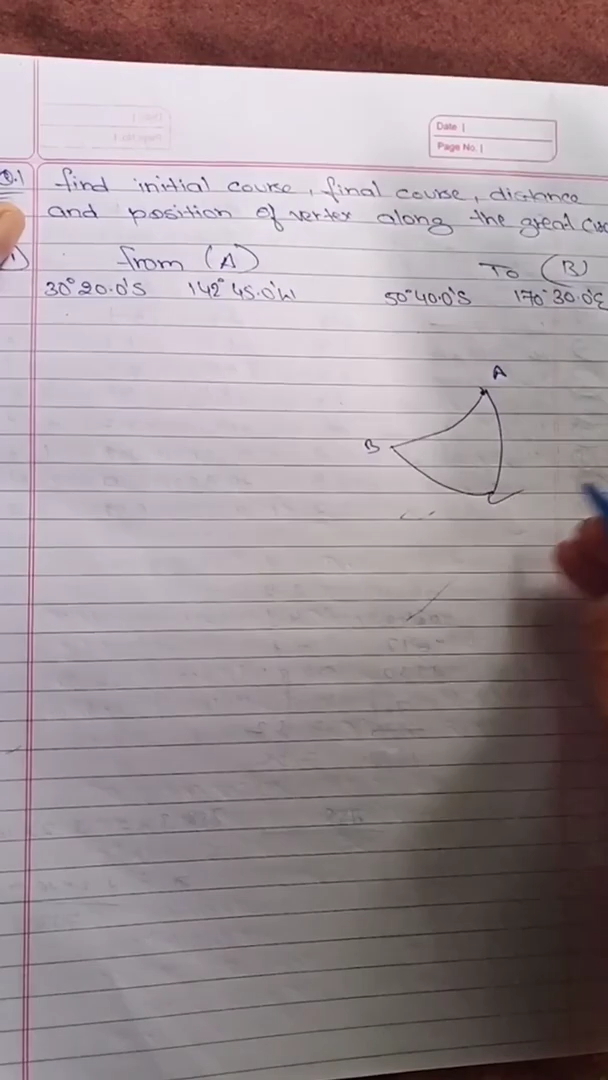 Date |
Page No. |
Q.1 find initial course, final course, distance
and position of vertex along the great
1) from (A) To (B)
30°20.0'S 142°45.0'W 50°40.0'S 170°30.0'E
A
B